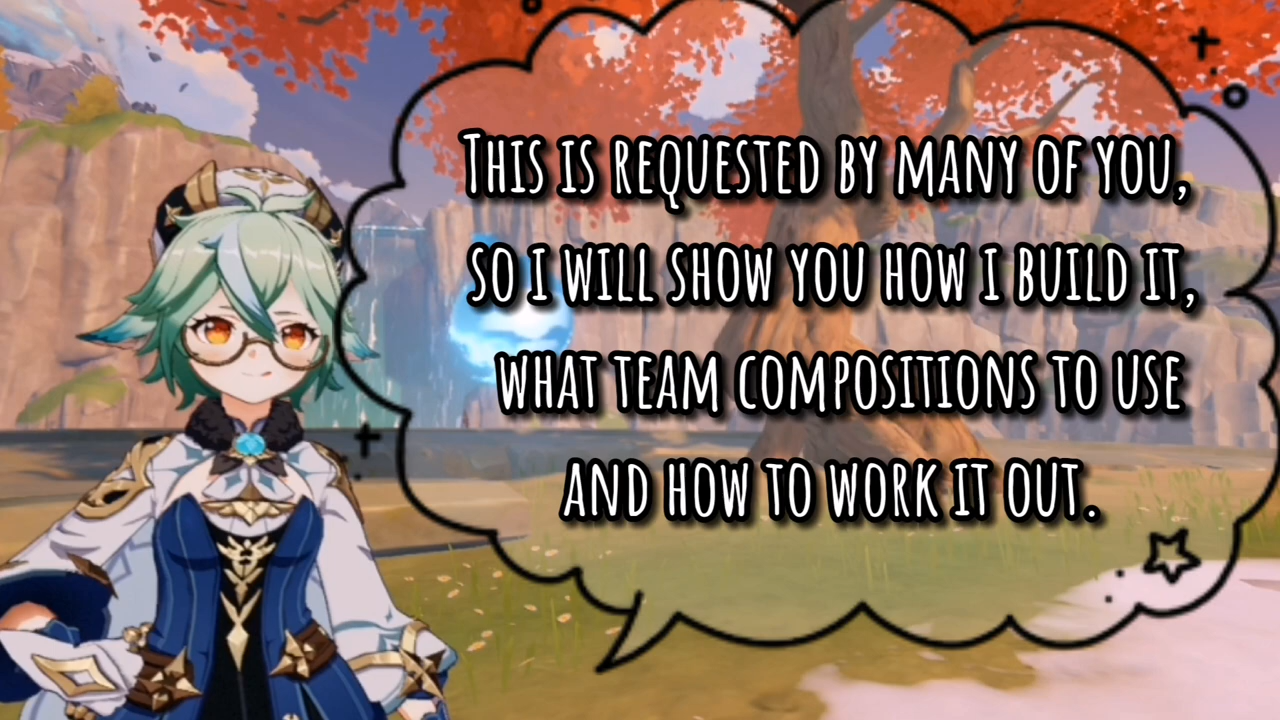 THIS IS REQUESTED BY MANY OF YOU,
SO I WILL SHOW YOU HOW I BUILD IT,
WHAT TEAM COMPOSITIONS TO USE
AND HOW TO WORK IT OUT.